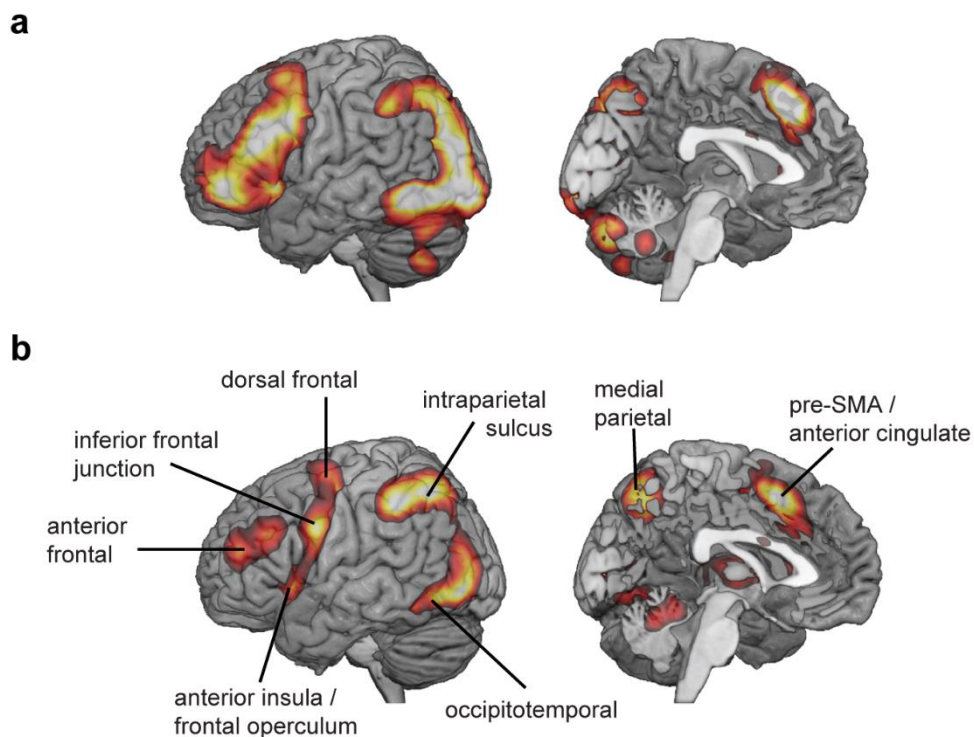 a
b
dorsal frontal
intraparietal
sulcus
medial
parietal
pre-SMA /
anterior cingulate
inferior frontal
junction
anterior
frontal
anterior insula /
frontal operculum
occipitotemporal